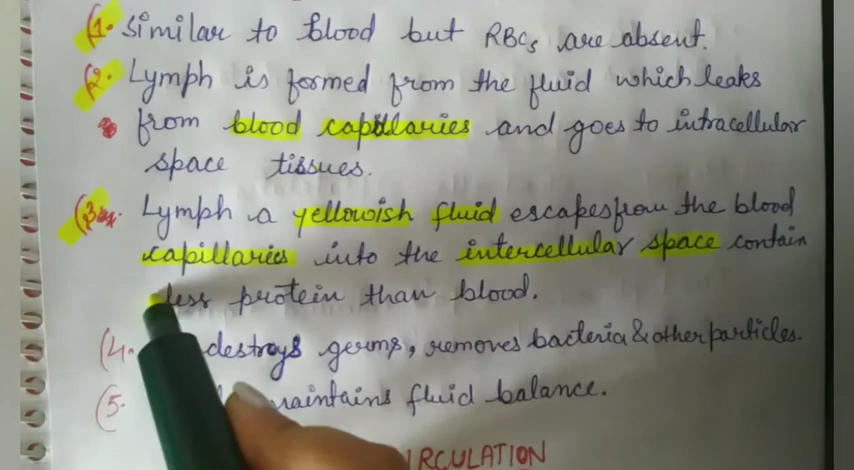 (1. Similar to blood but RBCs are absent.
(2. Lymph is formed from the fluid which leaks
from blood capillaries and goes to intracellular
space tissues.
(3. Lymph a yellowish fluid escapes from the blood
capillaries into the intercellular space contain
less protein than blood.
(4. destroys germs, removes bacteria & other particles.
(5. maintains fluid balance.